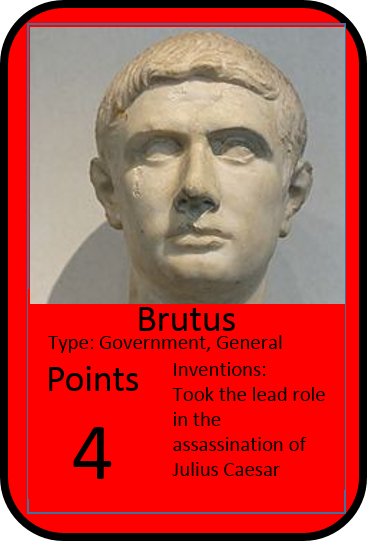 Brutus
Type: Government, General
Points
4
Inventions:
Took the lead role
in the
assassination of
Julius Caesar